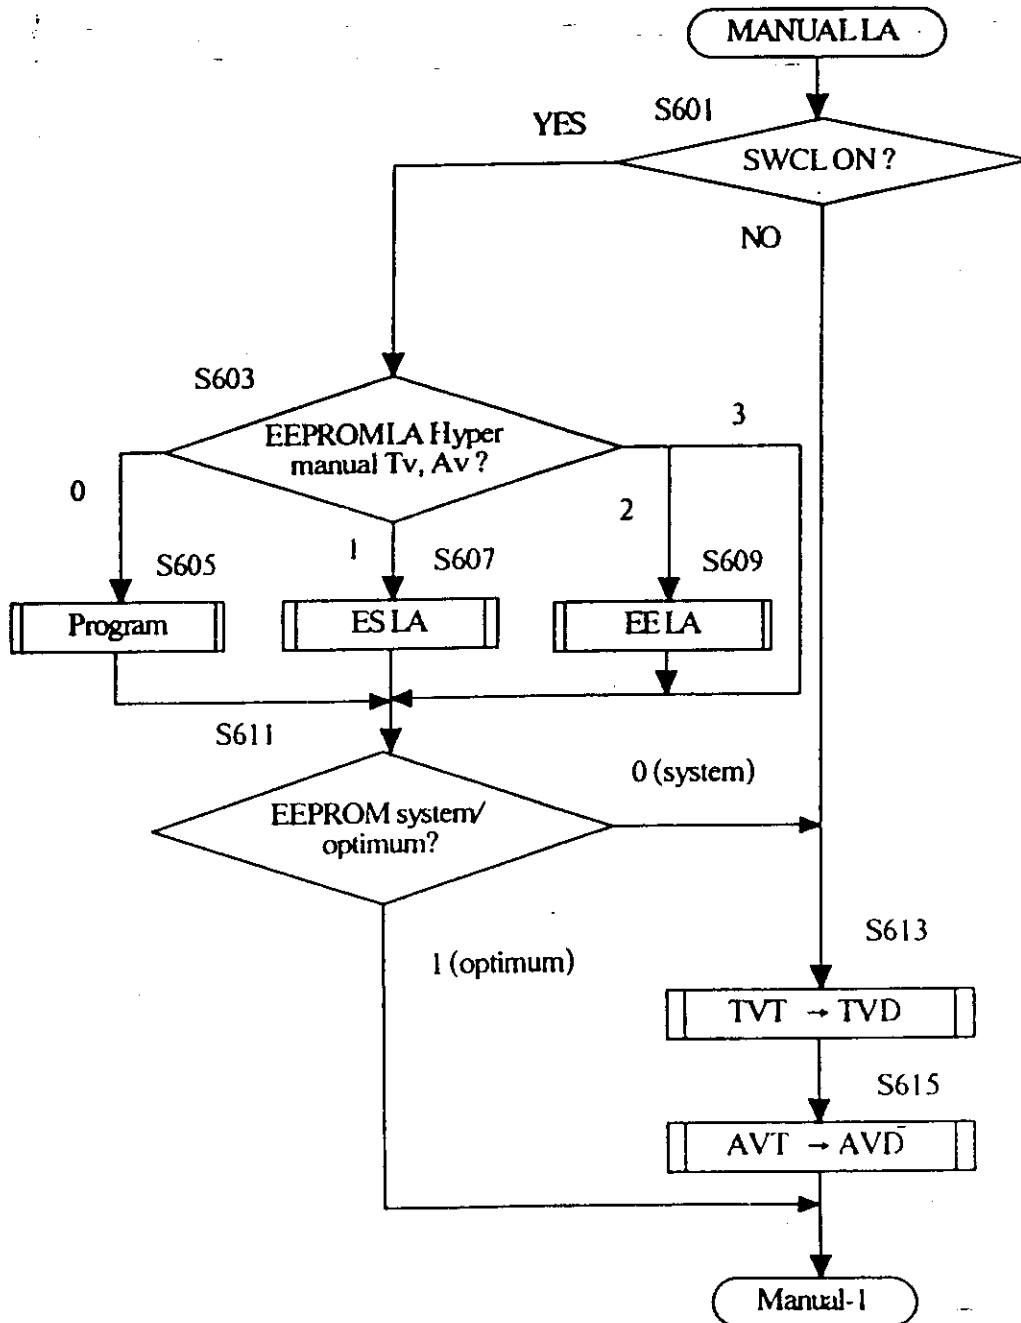 MANUAL LA
S601
YES
SWCL ON ?
NO
S603
EEPROM LA Hyper
manual Tv, Av ?
3
0
2
1
S605
S607
S609
Program
ES LA
EE LA
S611
0 (system)
EEPROM system/
optimum?
S613
1 (optimum)
TVT → TVD
S615
AVT → AVD
Manual-1